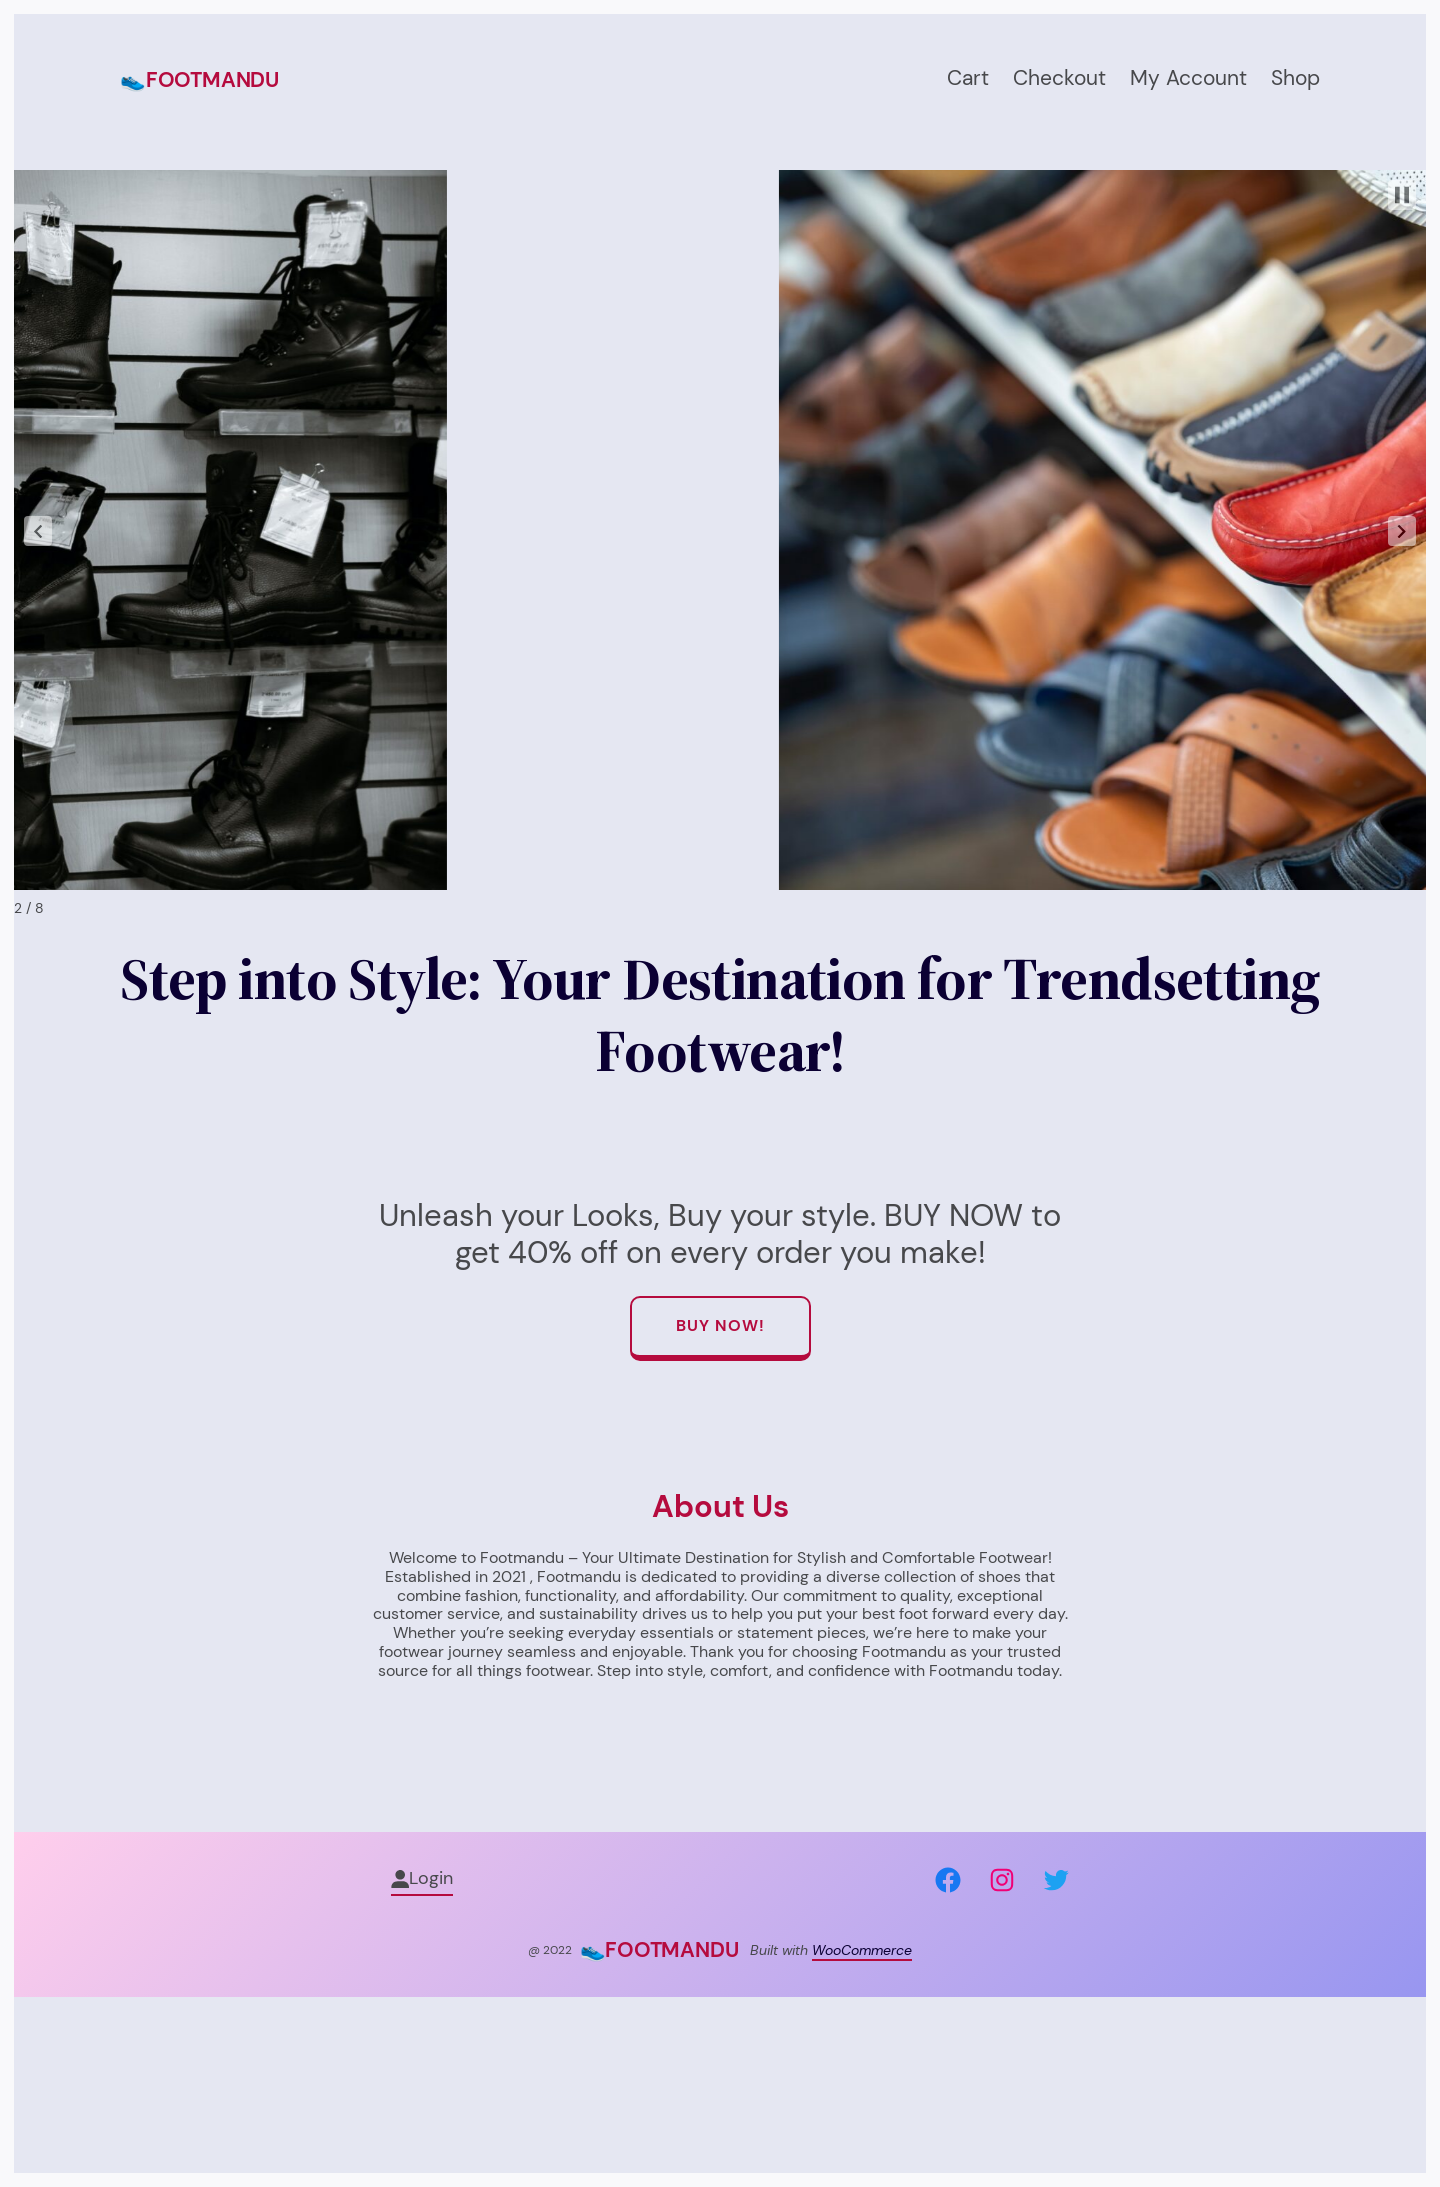 FOOTMANDU
Cart Checkout My Account Shop
2 / 8
Step into Style: Your Destination for Trendsetting
Footwear!
Unleash your Looks, Buy your style. BUY NOW to
get 40% off on every order you make!
BUY NOW!
About Us
Welcome to Footmandu – Your Ultimate Destination for Stylish and Comfortable Footwear!
Established in 2021 , Footmandu is dedicated to providing a diverse collection of shoes that
combine fashion, functionality, and affordability. Our commitment to quality, exceptional
customer service, and sustainability drives us to help you put your best foot forward every day.
Whether you’re seeking everyday essentials or statement pieces, we’re here to make your
footwear journey seamless and enjoyable. Thank you for choosing Footmandu as your trusted
source for all things footwear. Step into style, comfort, and confidence with Footmandu today.
Login
@ 2022 FOOTMANDU Built with WooCommerce